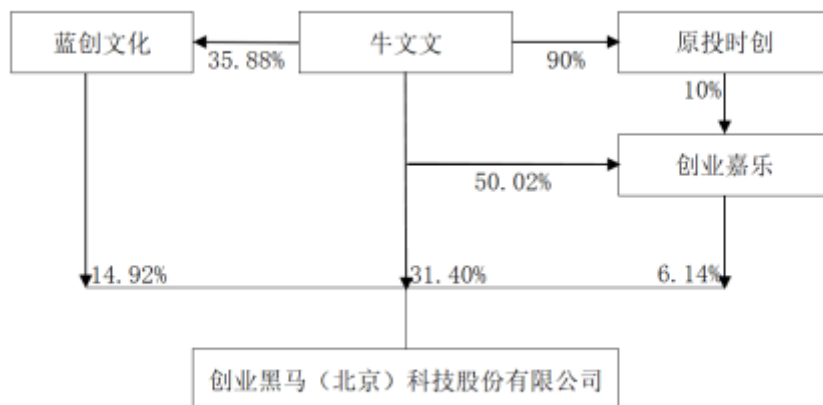 蓝创文化
35.88%
牛文文
90%
原投时创
10%
50.02%
创业嘉乐
14.92%
31.40%
6.14%
创业黑马（北京）科技股份有限公司